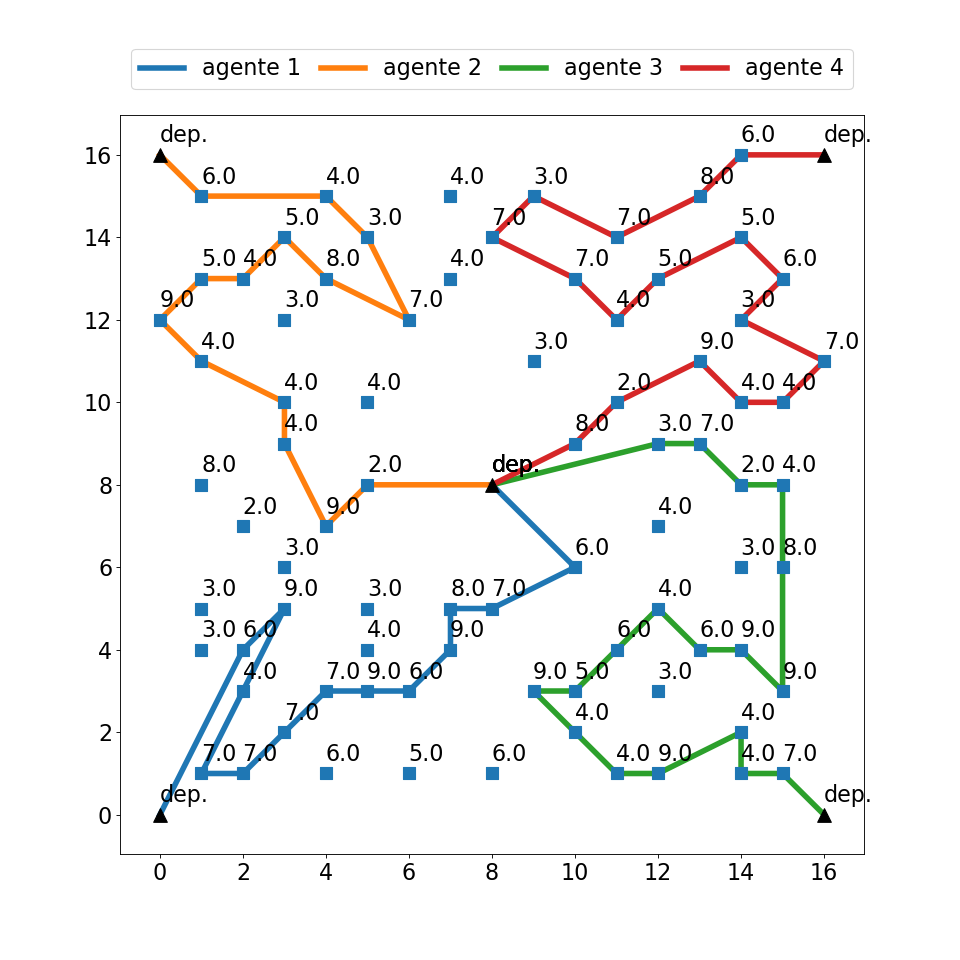 agente 1 agente 2 agente 3 agente 4
dep. 6.0 dep.
16
6.0 4.0 4.0 3.0 8.0
5.0 3.0 7.0 7.0 5.0
14
5.0 4.0 8.0 4.0 7.0 5.0 6.0
9.0 3.0 7.0 4.0 3.0
12
4.0 3.0 9.0 7.0
4.0 4.0 2.0 4.0 4.0
10
4.0 8.0 3.0 7.0
8.0 2.0 dep. dep. 2.0 4.0
8
2.0 9.0 4.0
3.0 6.0 3.0 8.0
6
3.0 9.0 3.0 8.0 7.0 4.0
3.0 6.0 4.0 9.0 6.0 6.0 9.0
4
4.0 7.0 9.0 6.0 9.0 5.0 3.0 9.0
7.0 4.0 4.0
2
7.0 7.0 6.0 5.0 6.0 4.0 9.0 4.0 7.0
dep. dep.
0
0 2 4 6 8 10 12 14 16